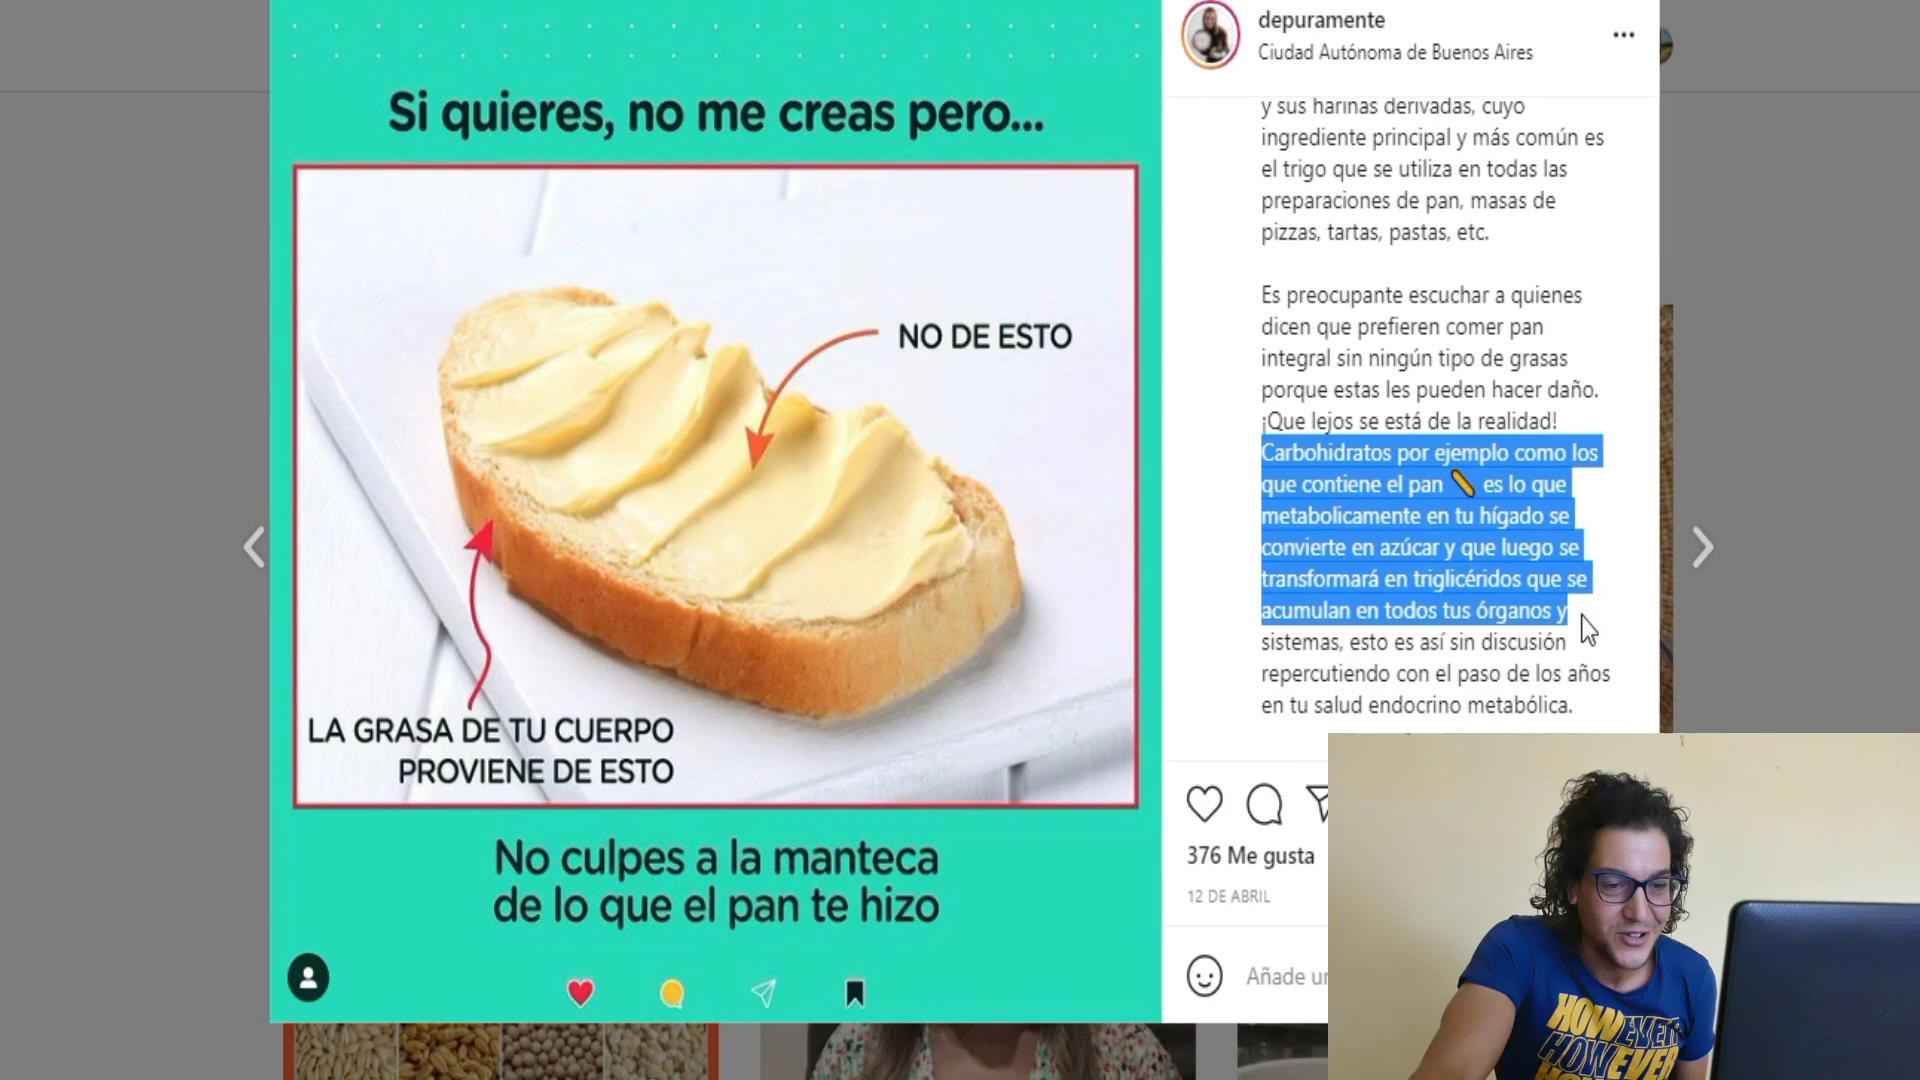 Si quieres, no me creas pero...
NO DE ESTO
LA GRASA DE TU CUERPO
PROVIENE DE ESTO
No culpes a la manteca
de lo que el pan te hizo
depuramente
Ciudad Autónoma de Buenos Aires
y sus harinas derivadas, cuyo
ingrediente principal y más común es
el trigo que se utiliza en todas las
preparaciones de pan, masas de
pizzas, tartas, pastas, etc.
Es preocupante escuchar a quienes
dicen que prefieren comer pan
integral sin ningún tipo de grasas
porque estas les pueden hacer daño.
¡Que lejos se está de la realidad!
Carbohidratos por ejemplo como los
que contiene el pan 🥖 es lo que
metabolicamente en tu hígado se
convierte en azúcar y que luego se
transformará en triglicéridos que se
acumulan en todos tus órganos y
sistemas, esto es así sin discusión
repercutiendo con el paso de los años
en tu salud endocrino metabólica.
376 Me gusta
12 DE ABRIL
Añade un
HOWEVER
HOWEVER